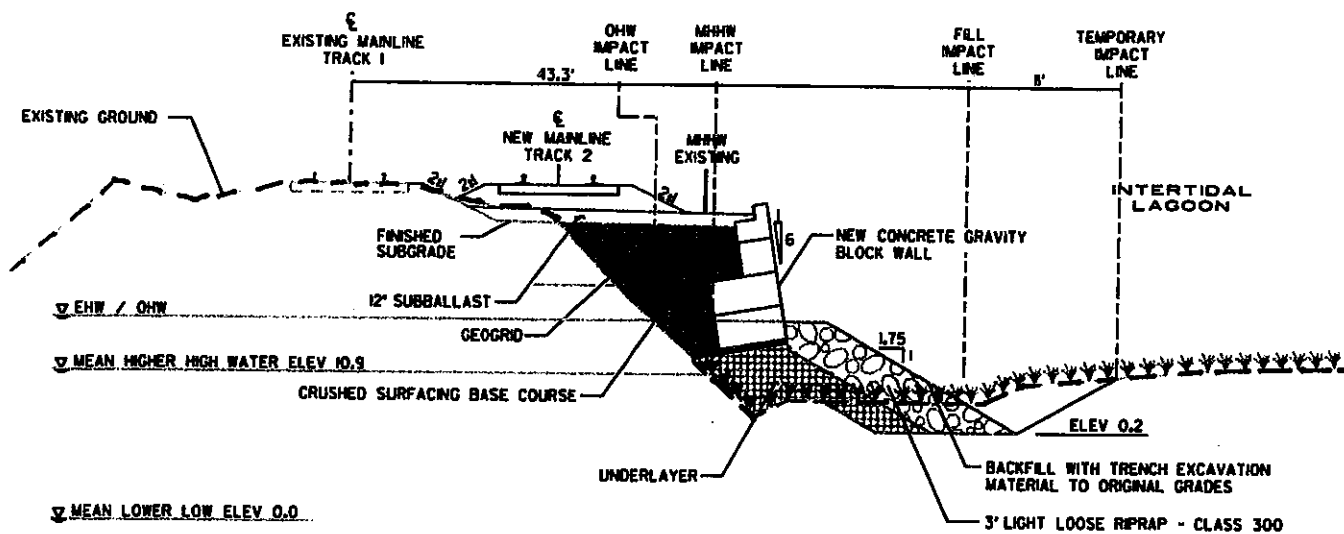 ℄
EXISTING MAINLINE
TRACK 1
OHW
IMPACT
LINE
MHHW
IMPACT
LINE
FILL
IMPACT
LINE
TEMPORARY
IMPACT
LINE
43.3'
8'
EXISTING GROUND
℄
NEW MAINLINE
TRACK 2
MHHW
EXISTING
INTERTIDAL
LAGOON
FINISHED
SUBGRADE
6
NEW CONCRETE GRAVITY
BLOCK WALL
12" SUBBALLAST
EHW / OHW
GEOGRID
1.75
1
MEAN HIGHER HIGH WATER ELEV 10.9
CRUSHED SURFACING BASE COURSE
ELEV 0.2
UNDERLAYER
BACKFILL WITH TRENCH EXCAVATION
MATERIAL TO ORIGINAL GRADES
MEAN LOWER LOW ELEV 0.0
3' LIGHT LOOSE RIPRAP - CLASS 300